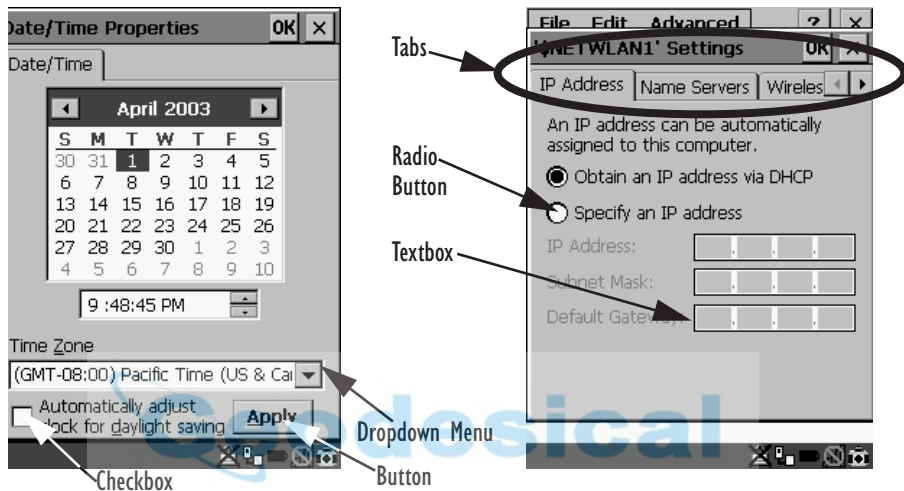 Date/Time Properties OK ×
Date/Time
April 2003
S M T W T F S
30 31 1 2 3 4 5
6 7 8 9 10 11 12
13 14 15 16 17 18 19
20 21 22 23 24 25 26
27 28 29 30 1 2 3
4 5 6 7 8 9 10
9 :48:45 PM
Time Zone
(GMT-08:00) Pacific Time (US & Ca
Automatically adjust
clock for daylight saving
Apply
Checkbox
Button
Dropdown Menu
Tabs
Radio
Button
Textbox
File Edit Advanced ? ×
'\NETWLAN1' Settings OK ×
IP Address Name Servers Wireles
An IP address can be automatically
assigned to this computer.
Obtain an IP address via DHCP
Specify an IP address
IP Address:
Subnet Mask:
Default Gateway:
Geodesical